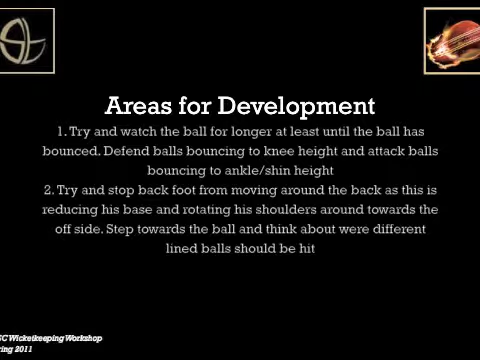 Areas for Development
1. Try and watch the ball for longer at least until the ball has
bounced. Defend balls bouncing to knee height and attack balls
bouncing to ankle/shin height
2. Try and stop back foot from moving around the back as this is
reducing his base and rotating his shoulders around towards the
off side. Step towards the ball and think about were different
lined balls should be hit
Wicketkeeping Workshop
2011